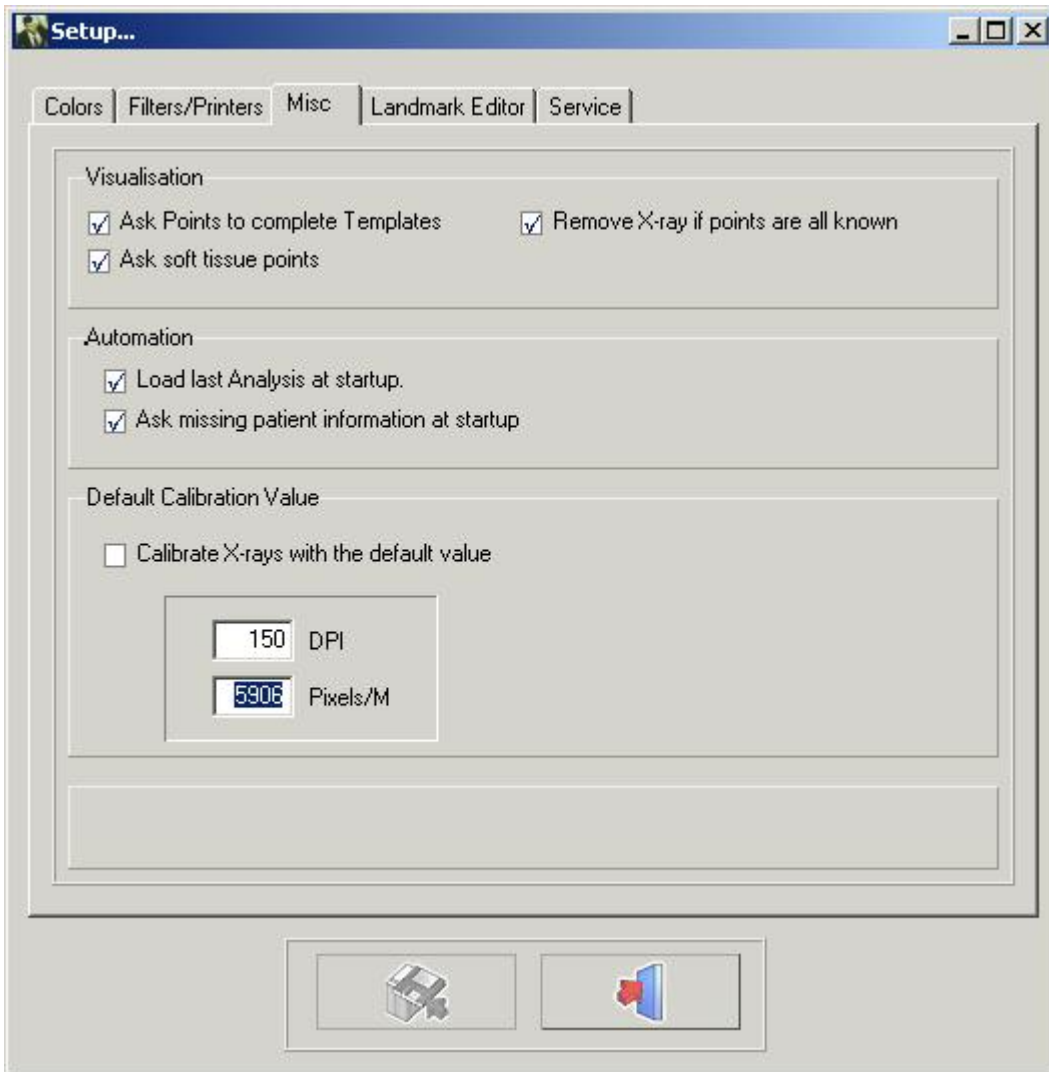 Setup...
Colors Filters/Printers Misc Landmark Editor Service
Visualisation
Ask Points to complete Templates Remove X-ray if points are all known
Ask soft tissue points
Automation
Load last Analysis at startup.
Ask missing patient information at startup
Default Calibration Value
Calibrate X-rays with the default value
150 DPI
5906 Pixels/M